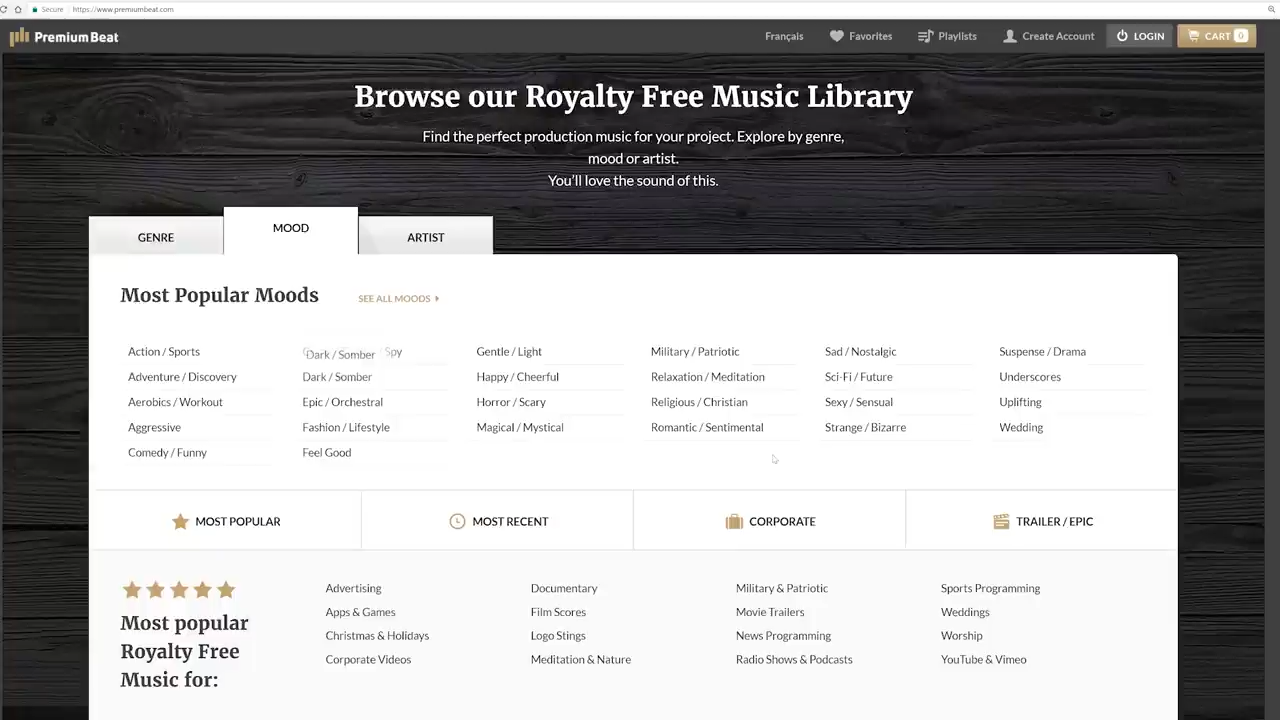 Secure https://www.premiumbeat.com
PremiumBeat
Français Favorites Playlists Create Account LOGIN CART 0
Browse our Royalty Free Music Library
Find the perfect production music for your project. Explore by genre,
mood or artist.
You'll love the sound of this.
GENRE MOOD ARTIST
Most Popular Moods SEE ALL MOODS
Action / Sports Dark / Somber Spy Gentle / Light Military / Patriotic Sad / Nostalgic Suspense / Drama
Adventure / Discovery Dark / Somber Happy / Cheerful Relaxation / Meditation Sci-Fi / Future Underscores
Aerobics / Workout Epic / Orchestral Horror / Scary Religious / Christian Sexy / Sensual Uplifting
Aggressive Fashion / Lifestyle Magical / Mystical Romantic / Sentimental Strange / Bizarre Wedding
Comedy / Funny Feel Good
MOST POPULAR MOST RECENT CORPORATE TRAILER / EPIC
Most popular
Royalty Free
Music for:
Advertising Documentary Military & Patriotic Sports Programming
Apps & Games Film Scores Movie Trailers Weddings
Christmas & Holidays Logo Stings News Programming Worship
Corporate Videos Meditation & Nature Radio Shows & Podcasts YouTube & Vimeo